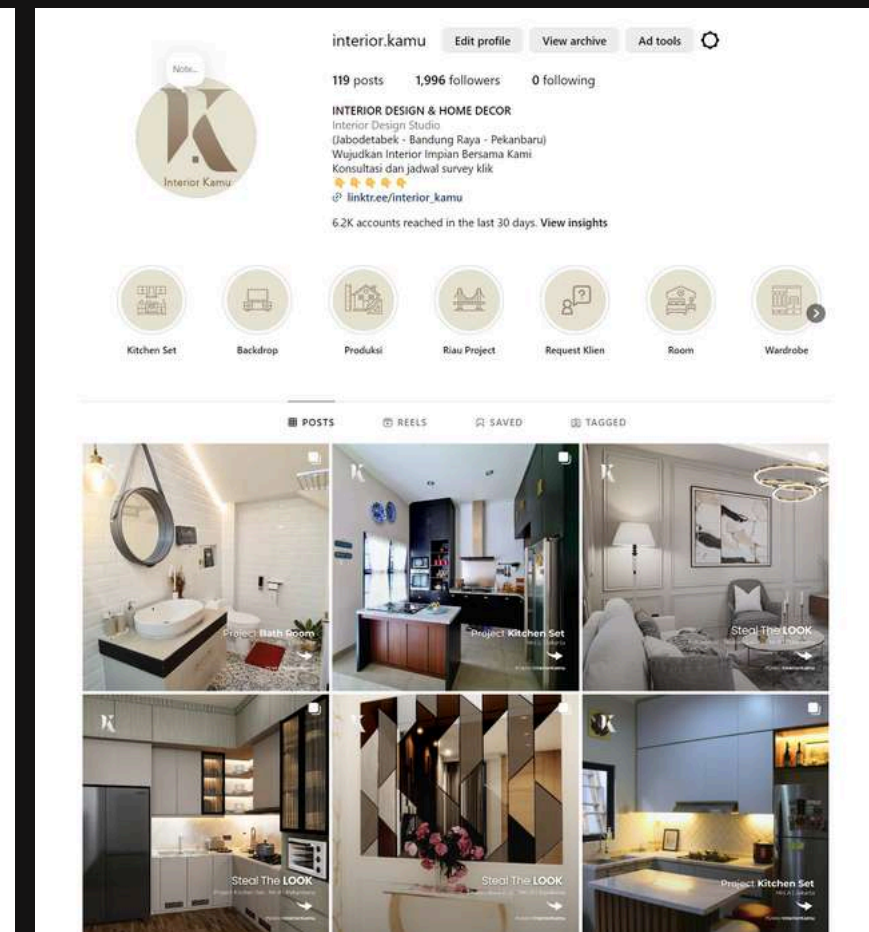 interior.kamu Edit profile View archive Ad tools
Note...
119 posts 1,996 followers 0 following
INTERIOR DESIGN & HOME DECOR
Interior Design Studio
(Jabodetabek - Bandung Raya - Pekanbaru)
Wujudkan Interior Impian Bersama Kami
Konsultasi dan jadwal survey klik
👇👇👇👇👇
linktr.ee/interior_kamu
6.2K accounts reached in the last 30 days. View insights
K
Interior Kamu
Kitchen Set Backdrop Produksi Riau Project Request Klien Room Wardrobe
POSTS REELS SAVED TAGGED
Project Bath Room
Project Kitchen Set
Steal The LOOK
Steal The LOOK
Steal The LOOK
Project Kitchen Set